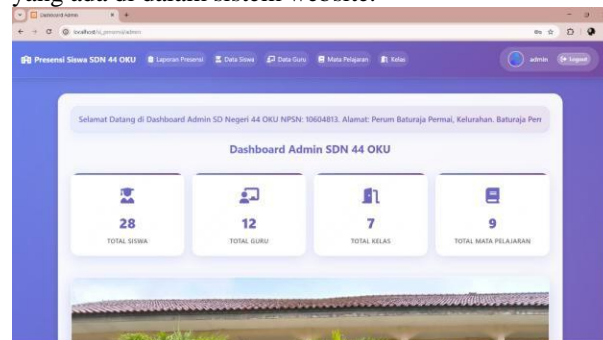 yang ada di dalam sistem website.
Dashboard Admin
localhost/si_presensi/admin
Presensi Siswa SDN 44 OKU Laporan Presensi Data Siswa Data Guru Mata Pelajaran Kelas admin Logout
Selamat Datang di Dashboard Admin SD Negeri 44 OKU NPSN: 10604813. Alamat: Perum Baturaja Permai, Kelurahan. Baturaja Perr
Dashboard Admin SDN 44 OKU
28 12 7 9
TOTAL SISWA TOTAL GURU TOTAL KELAS TOTAL MATA PELAJARAN